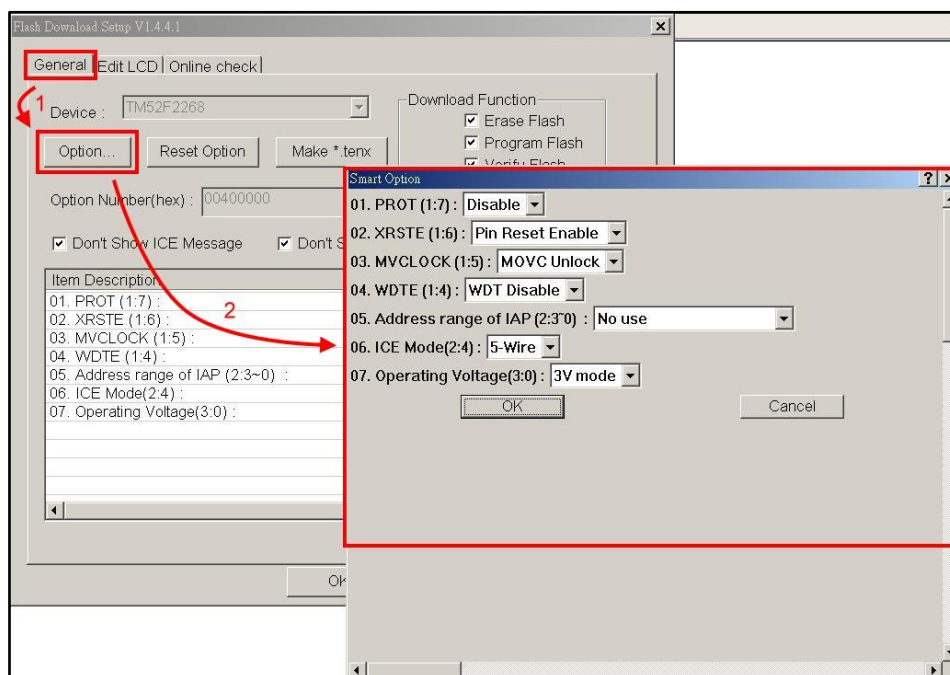 Flash Download Setup V1.4.4.1
General Edit LCD Online check
1
Device : TM52F2268
Download Function
Erase Flash
Program Flash
Verify Flash
Option... Reset Option Make *.tenx
Option Number(hex) : 00400000
Don't Show ICE Message Don't S
Item Description
01. PROT (1:7) :
02. XRSTE (1:6) :
03. MVCLOCK (1:5) :
04. WDTE (1:4) :
05. Address range of IAP (2:3~0) :
06. ICE Mode(2:4) :
07. Operating Voltage(3:0) :
2
OK
Smart Option
01. PROT (1:7) : Disable
02. XRSTE (1:6) : Pin Reset Enable
03. MVCLOCK (1:5) : MOVC Unlock
04. WDTE (1:4) : WDT Disable
05. Address range of IAP (2:3~0) : No use
06. ICE Mode(2:4) : 5-Wire
07. Operating Voltage(3:0) : 3V mode
OK Cancel